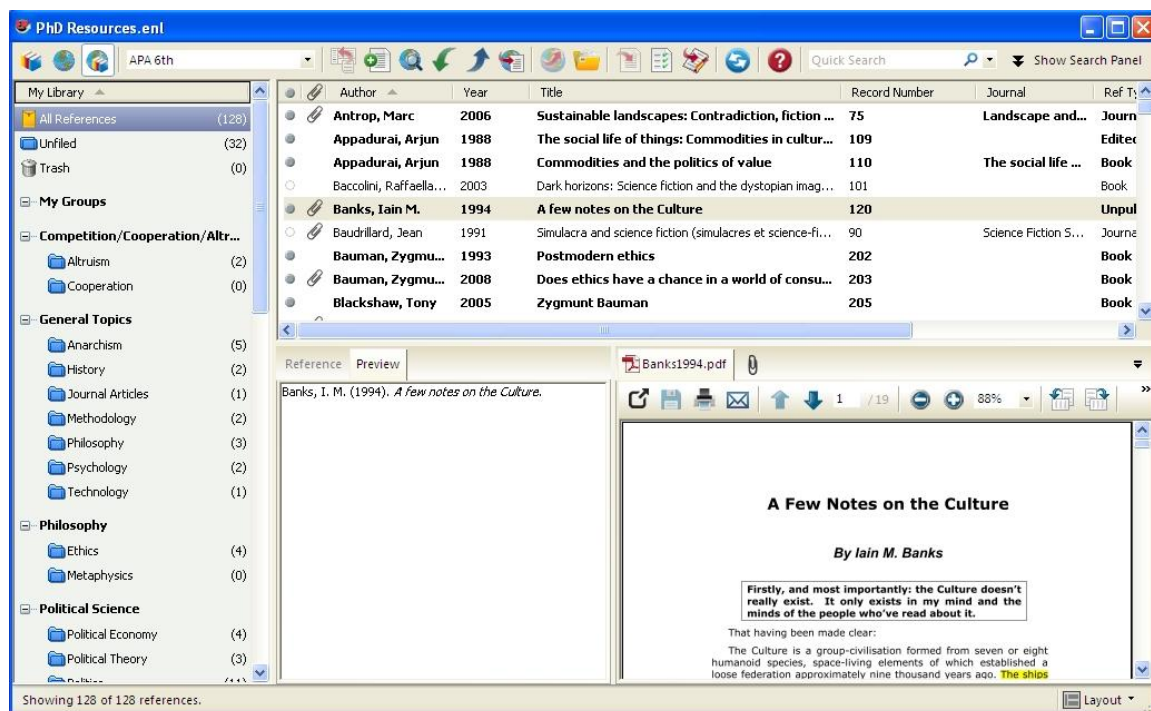 PhD Resources.enl
APA 6th Quick Search Show Search Panel
My Library
All References (128)
Unfiled (32)
Trash (0)
My Groups
Competition/Cooperation/Altr...
Altruism (2)
Cooperation (0)
General Topics
Anarchism (5)
History (2)
Journal Articles (1)
Methodology (2)
Philosophy (3)
Psychology (2)
Technology (1)
Philosophy
Ethics (4)
Metaphysics (0)
Political Science
Political Economy (4)
Political Theory (3)
Author Year Title Record Number Journal Ref Ty
Antrop, Marc 2006 Sustainable landscapes: Contradiction, fiction ... 75 Landscape and... Journ
Appadurai, Arjun 1988 The social life of things: Commodities in cultur... 109 Edited
Appadurai, Arjun 1988 Commodities and the politics of value 110 The social life ... Book
Baccolini, Raffaella... 2003 Dark horizons: Science fiction and the dystopian imag... 101 Book
Banks, Iain M. 1994 A few notes on the Culture 120 Unpul
Baudrillard, Jean 1991 Simulacra and science fiction (simulacres et science-fi... 90 Science Fiction S... Journa
Bauman, Zygmu... 1993 Postmodern ethics 202 Book
Bauman, Zygmu... 2008 Does ethics have a chance in a world of consu... 203 Book
Blackshaw, Tony 2005 Zygmunt Bauman 205 Book
Reference Preview
Banks, I. M. (1994). A few notes on the Culture.
Banks1994.pdf
1 / 19 88%
A Few Notes on the Culture
By Iain M. Banks
Firstly, and most importantly: the Culture doesn't
really exist. It only exists in my mind and the
minds of the people who've read about it.
That having been made clear:
The Culture is a group-civilisation formed from seven or eight
humanoid species, space-living elements of which established a
loose federation approximately nine thousand years ago. The ships
Showing 128 of 128 references.
Layout